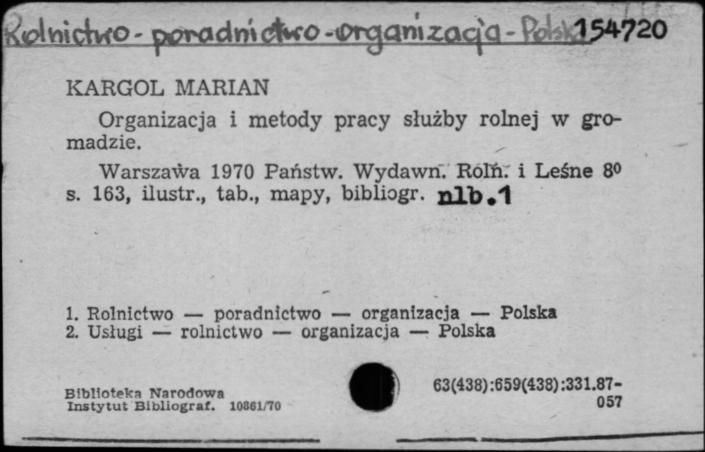 Rolnictwo - poradnictwo - organizacja - Polska 154720
KARGOL MARIAN
Organizacja i metody pracy służby rolnej w gro-
madzie.
Warszawa 1970 Państw. Wydawn. Roln. i Leśne 8⁰
s. 163, ilustr., tab., mapy, bibliogr. nlb.1
1. Rolnictwo — poradnictwo — organizacja — Polska
2. Usługi — rolnictwo — organizacja — Polska
Biblioteka Narodowa
Instytut Bibliograf. 10861/70
63(438):659(438):331.87-
057